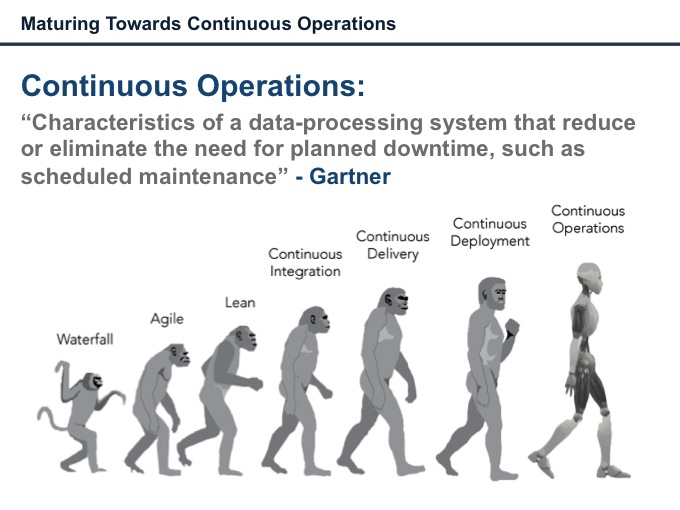 Maturing Towards Continuous Operations
Continuous Operations:
“Characteristics of a data-processing system that reduce
or eliminate the need for planned downtime, such as
scheduled maintenance” - Gartner
Waterfall
Agile
Lean
Continuous
Integration
Continuous
Delivery
Continuous
Deployment
Continuous
Operations